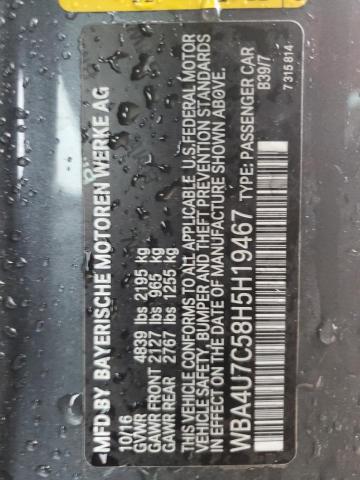 MFD BY BAYERISCHE MOTOREN WERKE AG
10/16
GVWR 4839 lbs 2195 kg
GAWR FRONT 2127 lbs 965 kg
GAWR REAR 2767 lbs 1255 kg
THIS VEHICLE CONFORMS TO ALL APPLICABLE U.S. FEDERAL MOTOR
VEHICLE SAFETY, BUMPER AND THEFT PREVENTION STANDARDS
IN EFFECT ON THE DATE OF MANUFACTURE SHOWN ABOVE.
WBA4U7C58H5H19467 TYPE: PASSENGER CAR
B39/7
7 315 814